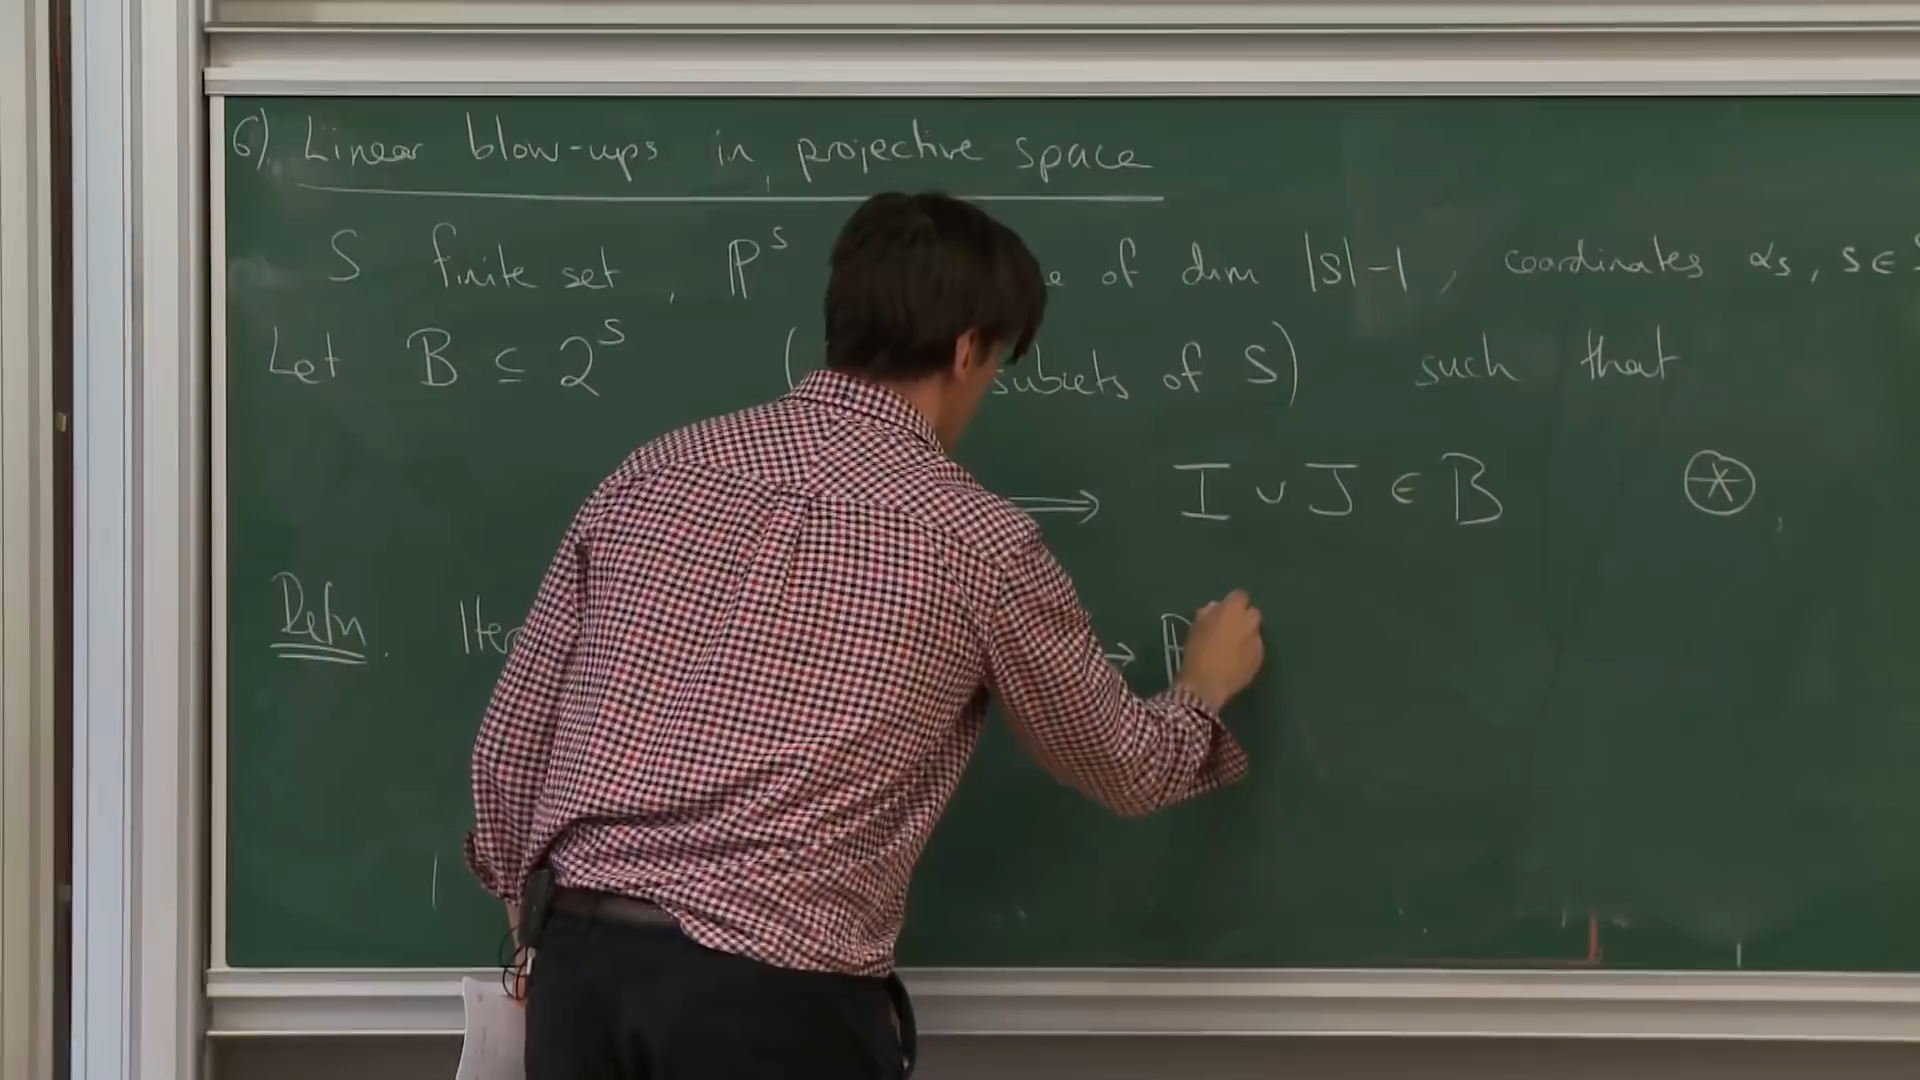 6) Linear blow-ups in projective space
S finite set, ℙ^S of dim |S|-1, coordinates α_s, s ∈ S
Let B ⊆ 2^S ( subsets of S) such that
⟹ I ∪ J ∈ B ⊛
Defn. →